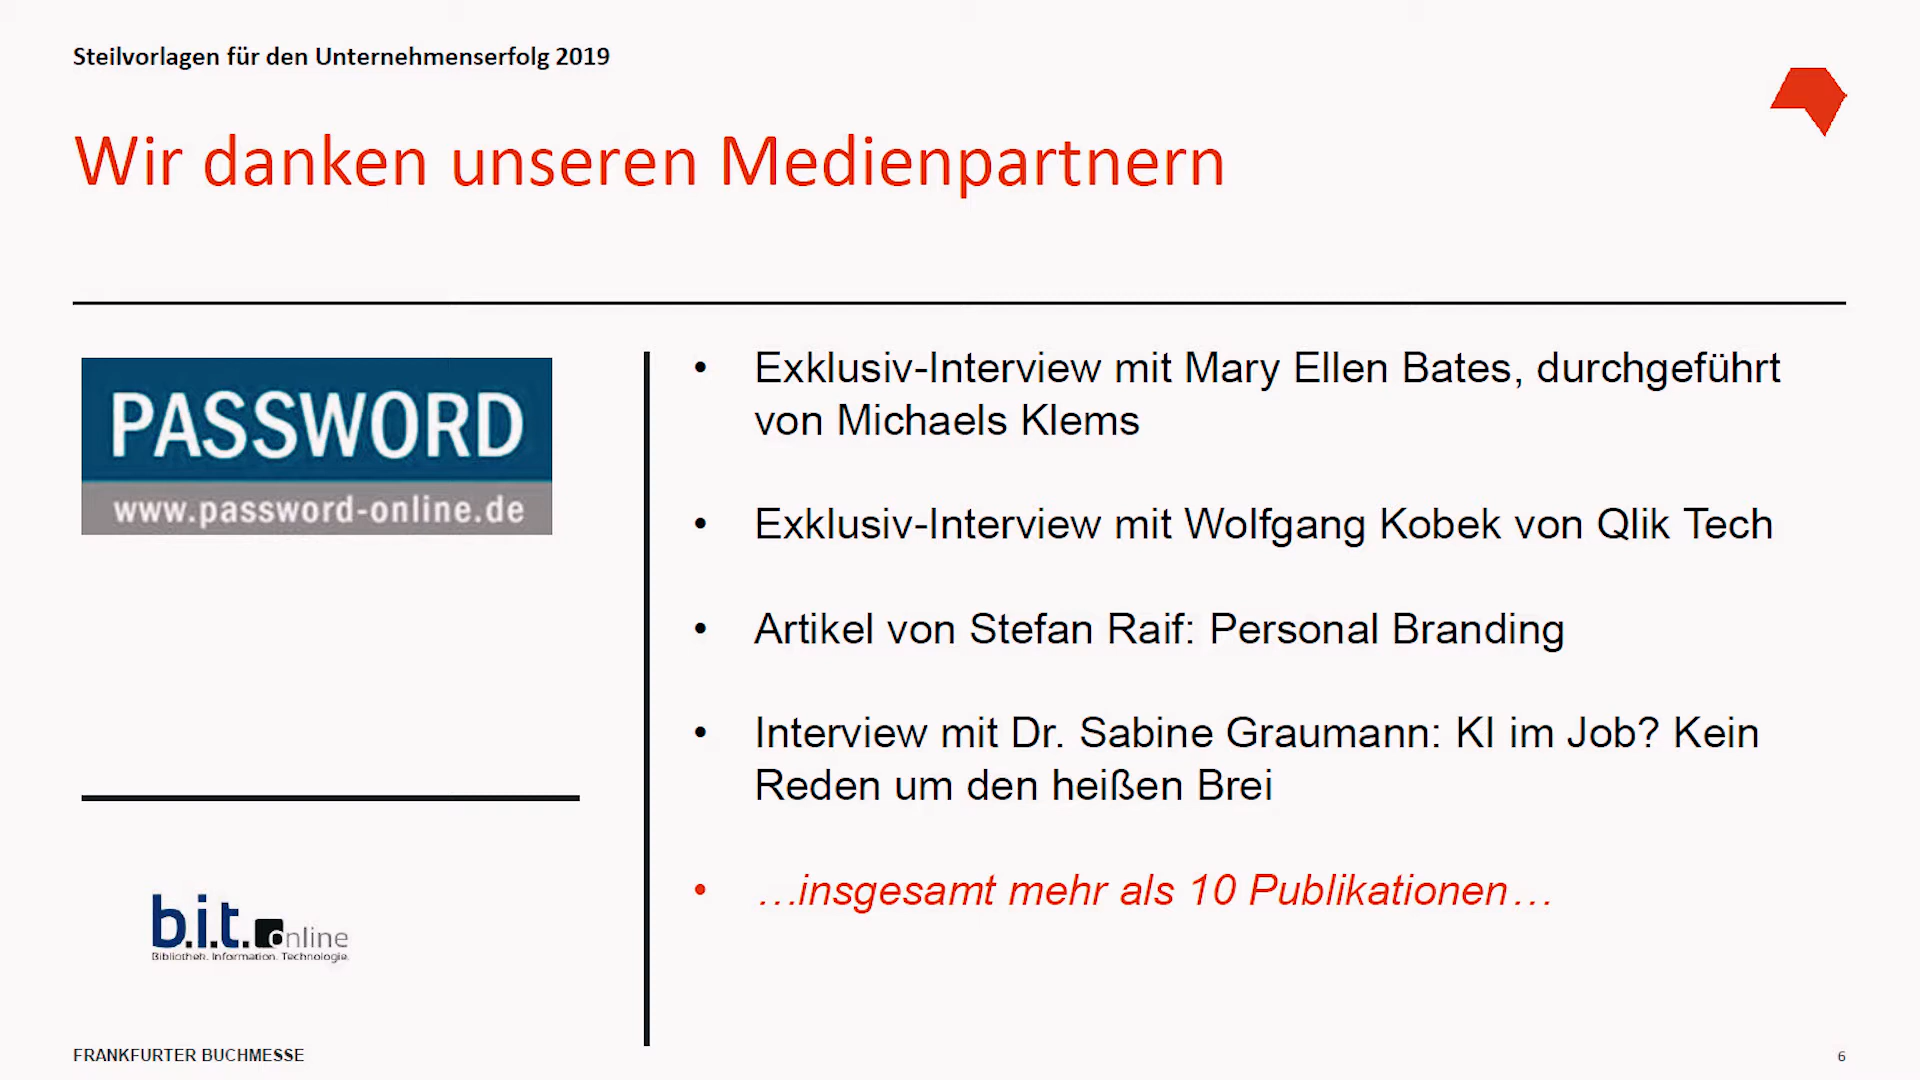 Steilvorlagen für den Unternehmenserfolg 2019
Wir danken unseren Medienpartnern
PASSWORD
www.password-online.de
b.i.t.online
Bibliothek. Information. Technologie.
• Exklusiv-Interview mit Mary Ellen Bates, durchgeführt
von Michaels Klems
• Exklusiv-Interview mit Wolfgang Kobek von Qlik Tech
• Artikel von Stefan Raif: Personal Branding
• Interview mit Dr. Sabine Graumann: KI im Job? Kein
Reden um den heißen Brei
• …insgesamt mehr als 10 Publikationen…
FRANKFURTER BUCHMESSE
6